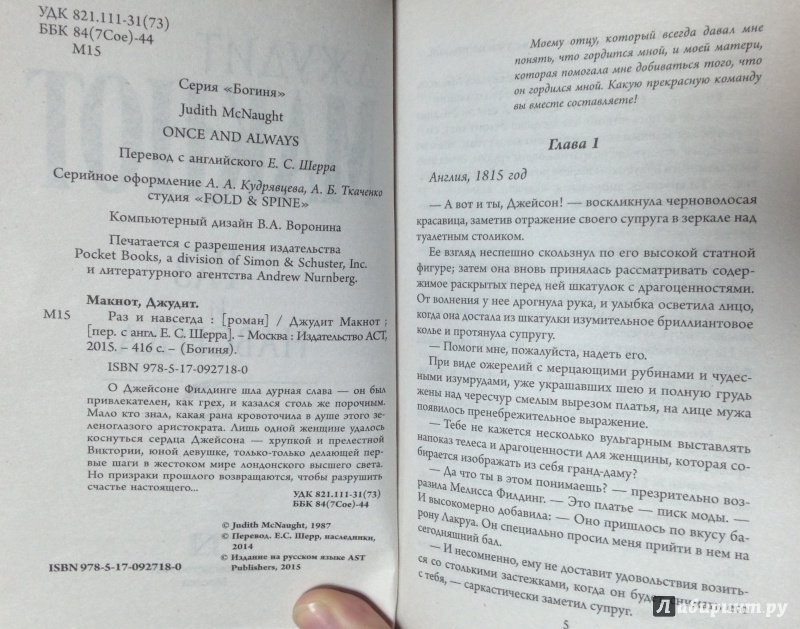 УДК 821.111-31(73)
ББК 84(7Сое)-44
М15
Серия «Богиня»
Judith McNaught
ONCE AND ALWAYS
Перевод с английского Е. С. Шерра
Серийное оформление А. А. Кудрявцева, А. Б. Ткаченко
студия «FOLD & SPINE»
Компьютерный дизайн В.А. Воронина
Печатается с разрешения издательства
Pocket Books, a division of Simon & Schuster, Inc.
и литературного агентства Andrew Nurnberg.
Макнот, Джудит.
М15 Раз и навсегда : [роман] / Джудит Макнот ;
[пер. с англ. Е. С. Шерра]. – Москва : Издательство АСТ,
2015. – 416 с. – (Богиня).
ISBN 978-5-17-092718-0
О Джейсоне Филдинге шла дурная слава — он был
привлекателен, как грех, и казался столь же порочным.
Мало кто знал, какая рана кровоточила в душе этого зе-
леноглазого аристократа. Лишь одной женщине удалось
коснуться сердца Джейсона — хрупкой и прелестной
Виктории, юной девушке, только-только делающей пер-
вые шаги в жестоком мире лондонского высшего света.
Но призраки прошлого возвращаются, чтобы разрушить
счастье настоящего...
УДК 821.111-31(73)
ББК 84(7Сое)-44
© Judith McNaught, 1987
© Перевод. Е.С. Шерр, наследники,
2014
© Издание на русском языке AST
Publishers, 2015
ISBN 978-5-17-092718-0
Моему отцу, который всегда давал мне
понять, что гордится мной, и моей матери,
которая помогала мне добиваться того, что
он гордился мной. Какую прекрасную команду
вы вместе составляете!
Глава 1
Англия, 1815 год
— А вот и ты, Джейсон! — воскликнула черноволосая
красавица, заметив отражение своего супруга в зеркале над
туалетным столиком.
Ее взгляд неспешно скользнул по его высокой статной
фигуре; затем она вновь принялась рассматривать содер-
жимое раскрытых перед ней шкатулок с драгоценностями.
От волнения у нее дрогнула рука, и улыбка осветила лицо,
когда она достала из шкатулки изумительное бриллиантовое
колье и протянула супругу.
— Помоги мне, пожалуйста, надеть его.
При виде ожерелий с мерцающими рубинами и чудес-
ными изумрудами, уже украшавших шею и полную грудь
жены над чересчур смелым вырезом платья, на лице мужа
появилось пренебрежительное выражение.
— Тебе не кажется несколько вульгарным выставлять
напоказ телеса и драгоценности для женщины, которая со-
бирается изображать из себя гранд-даму?
— Да что ты в этом понимаешь? — презрительно воз-
разила Мелисса Филдинг. — Это платье — писк моды. —
И высокомерно добавила: — Оно пришлось по вкусу ба-
рону Лакруа. Он специально просил меня прийти в нем на
сегодняшний бал.
— И несомненно, ему не доставит удовольствия возить-
ся со столькими застежками, когда он будет
с тебя, — саркастически заметил супруг.
5
Лабиринт.ру